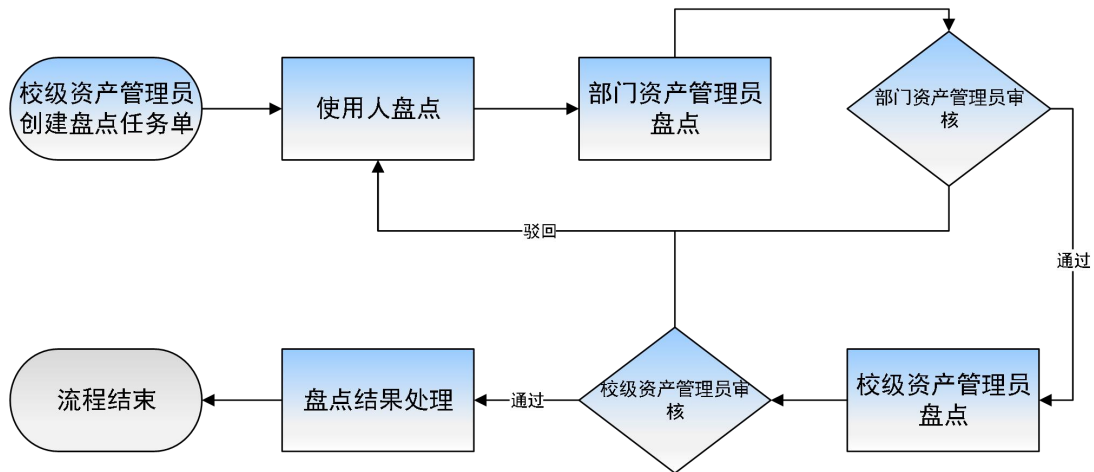 校级资产管理员
创建盘点任务单
使用人盘点
部门资产管理员
盘点
部门资产管理员审
核
驳回
通过
流程结束
盘点结果处理
通过
校级资产管理员审
核
校级资产管理员
盘点